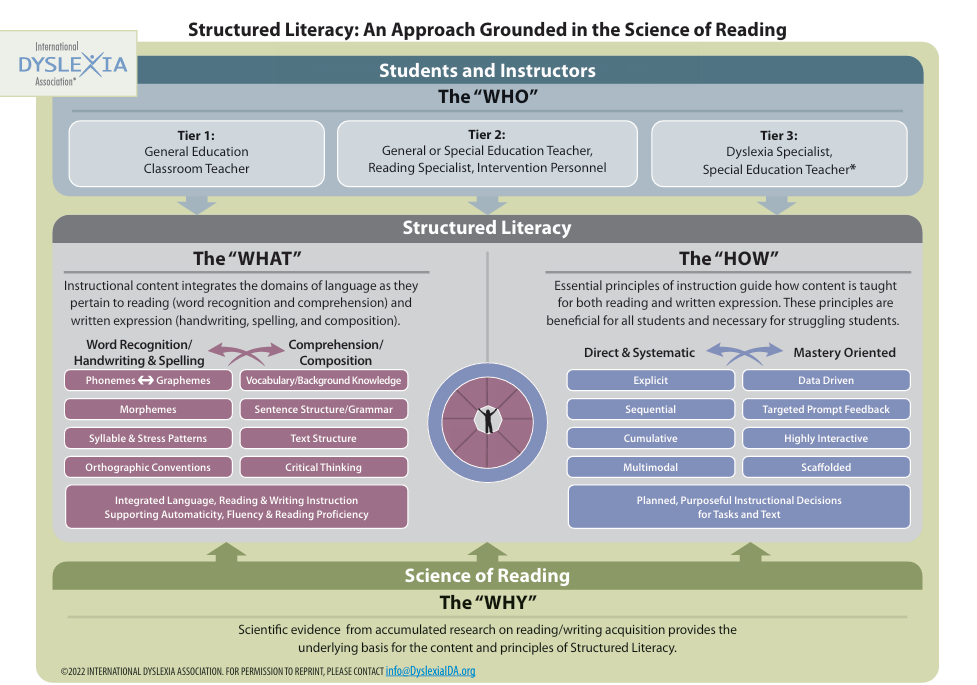 Structured Literacy: An Approach Grounded in the Science of Reading
International
DYSLEXIA
Association®
Students and Instructors
The “WHO”
Tier 1:
General Education
Classroom Teacher
Tier 2:
General or Special Education Teacher,
Reading Specialist, Intervention Personnel
Tier 3:
Dyslexia Specialist,
Special Education Teacher*
Structured Literacy
The “WHAT”
Instructional content integrates the domains of language as they
pertain to reading (word recognition and comprehension) and
written expression (handwriting, spelling, and composition).
Word Recognition/
Handwriting & Spelling
Comprehension/
Composition
Phonemes ↔ Graphemes
Vocabulary/Background Knowledge
Morphemes
Sentence Structure/Grammar
Syllable & Stress Patterns
Text Structure
Orthographic Conventions
Critical Thinking
Integrated Language, Reading & Writing Instruction
Supporting Automaticity, Fluency & Reading Proficiency
The “HOW”
Essential principles of instruction guide how content is taught
for both reading and written expression. These principles are
beneficial for all students and necessary for struggling students.
Direct & Systematic
Mastery Oriented
Explicit
Data Driven
Sequential
Targeted Prompt Feedback
Cumulative
Highly Interactive
Multimodal
Scaffolded
Planned, Purposeful Instructional Decisions
for Tasks and Text
Science of Reading
The “WHY”
Scientific evidence from accumulated research on reading/writing acquisition provides the
underlying basis for the content and principles of Structured Literacy.
©2022 INTERNATIONAL DYSLEXIA ASSOCIATION. FOR PERMISSION TO REPRINT, PLEASE CONTACT info@DyslexiaIDA.org